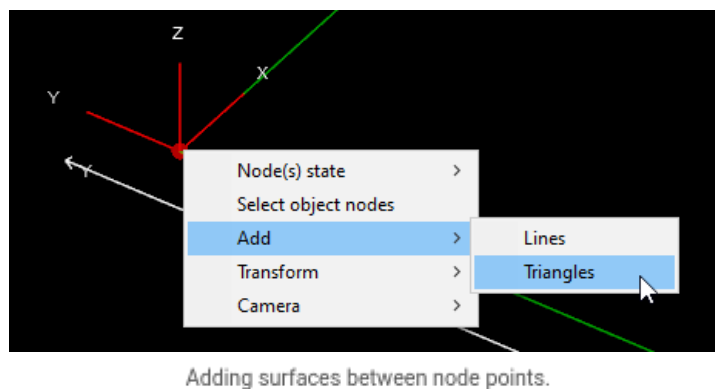 Z
X
Y
Y
Node(s) state
Select object nodes
Add
Lines
Transform
Triangles
Camera
Adding surfaces between node points.